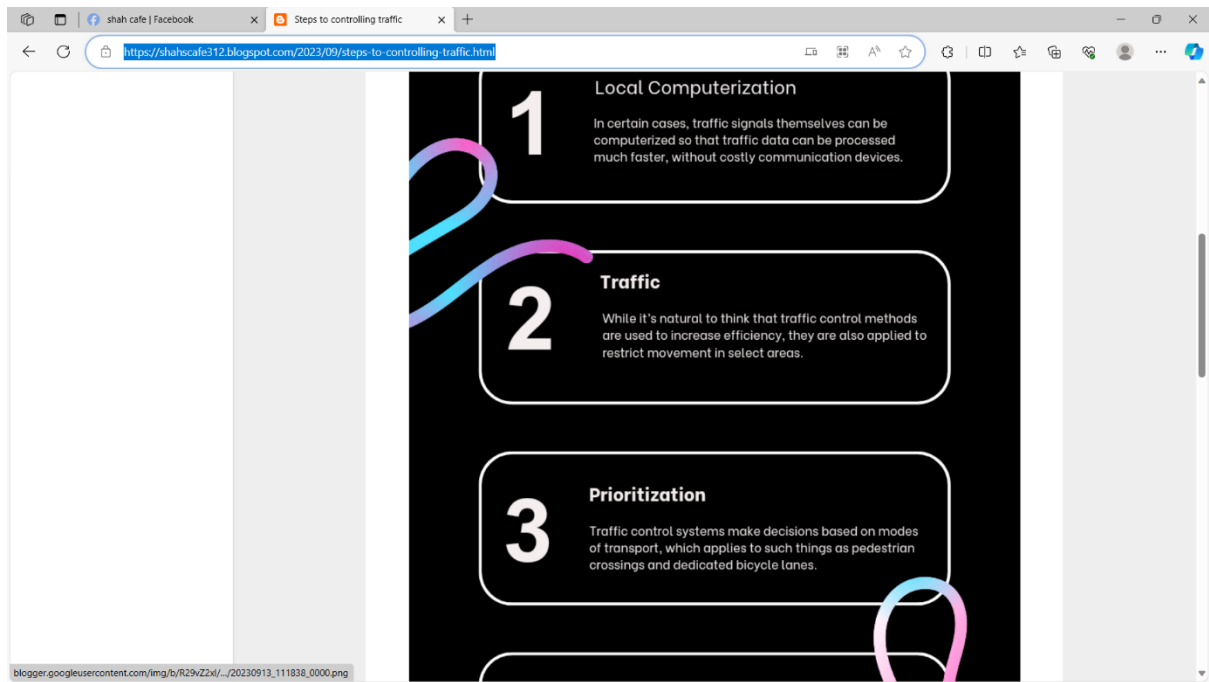 shah cafe | Facebook
Steps to controlling traffic
https://shahscafe312.blogspot.com/2023/09/steps-to-controlling-traffic.html
1
Local Computerization
In certain cases, traffic signals themselves can be
computerized so that traffic data can be processed
much faster, without costly communication devices.
2
Traffic
While it's natural to think that traffic control methods
are used to increase efficiency, they are also applied to
restrict movement in select areas.
3
Prioritization
Traffic control systems make decisions based on modes
of transport, which applies to such things as pedestrian
crossings and dedicated bicycle lanes.
blogger.googleusercontent.com/img/b/R29vZ2xl/.../20230913_111838_0000.png